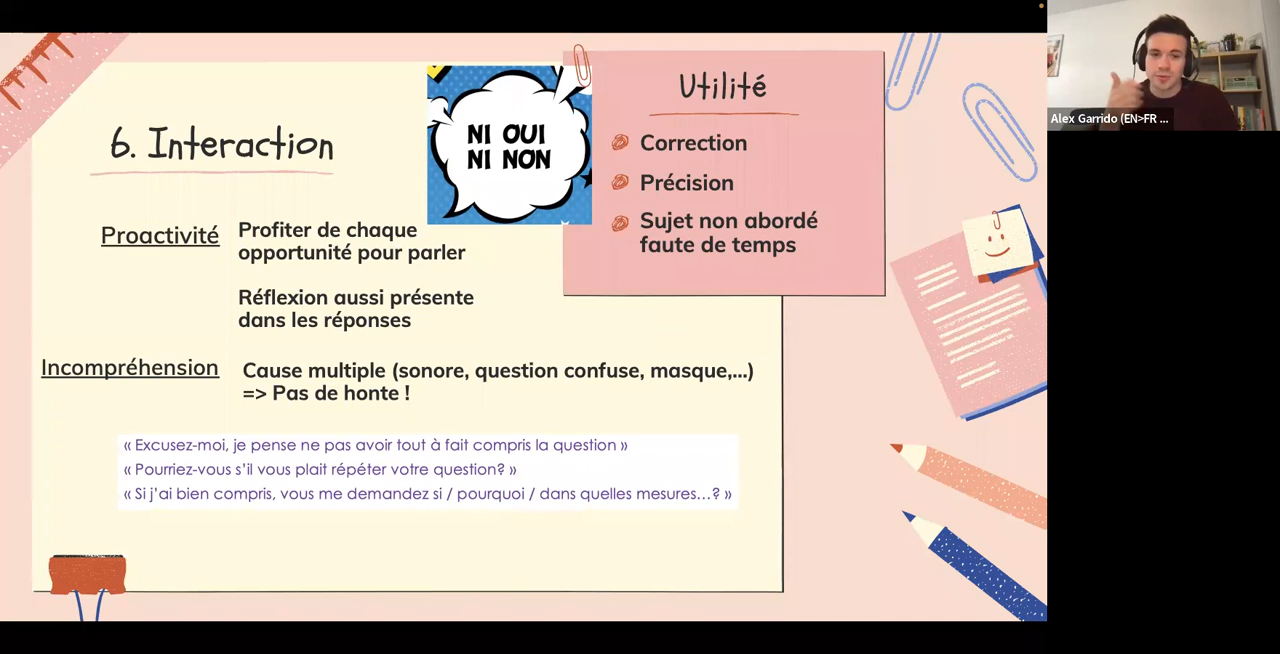 6. Interaction
NI OUI
NI NON
Utilité
Correction
Précision
Sujet non abordé
faute de temps
Proactivité
Profiter de chaque
opportunité pour parler
Réflexion aussi présente
dans les réponses
Incompréhension
Cause multiple (sonore, question confuse, masque,...)
=> Pas de honte !
« Excusez-moi, je pense ne pas avoir tout à fait compris la question »
« Pourriez-vous s'il vous plait répéter votre question? »
« Si j'ai bien compris, vous me demandez si / pourquoi / dans quelles mesures...? »
Alex Garrido (EN>FR ...